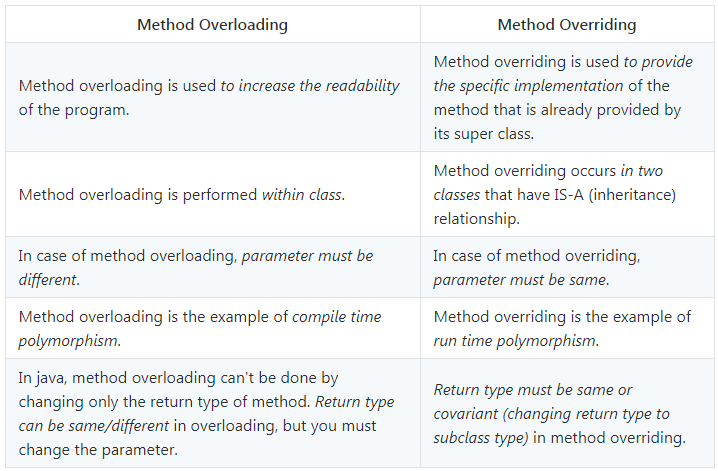 Method Overloading
Method Overriding
Method overloading is used to increase the readability
of the program.
Method overriding is used to provide
the specific implementation of the
method that is already provided by
its super class.
Method overloading is performed within class.
Method overriding occurs in two
classes that have IS-A (inheritance)
relationship.
In case of method overloading, parameter must be
different.
In case of method overriding,
parameter must be same.
Method overloading is the example of compile time
polymorphism.
Method overriding is the example of
run time polymorphism.
In java, method overloading can't be done by
changing only the return type of method. Return type
can be same/different in overloading, but you must
change the parameter.
Return type must be same or
covariant (changing return type to
subclass type) in method overriding.